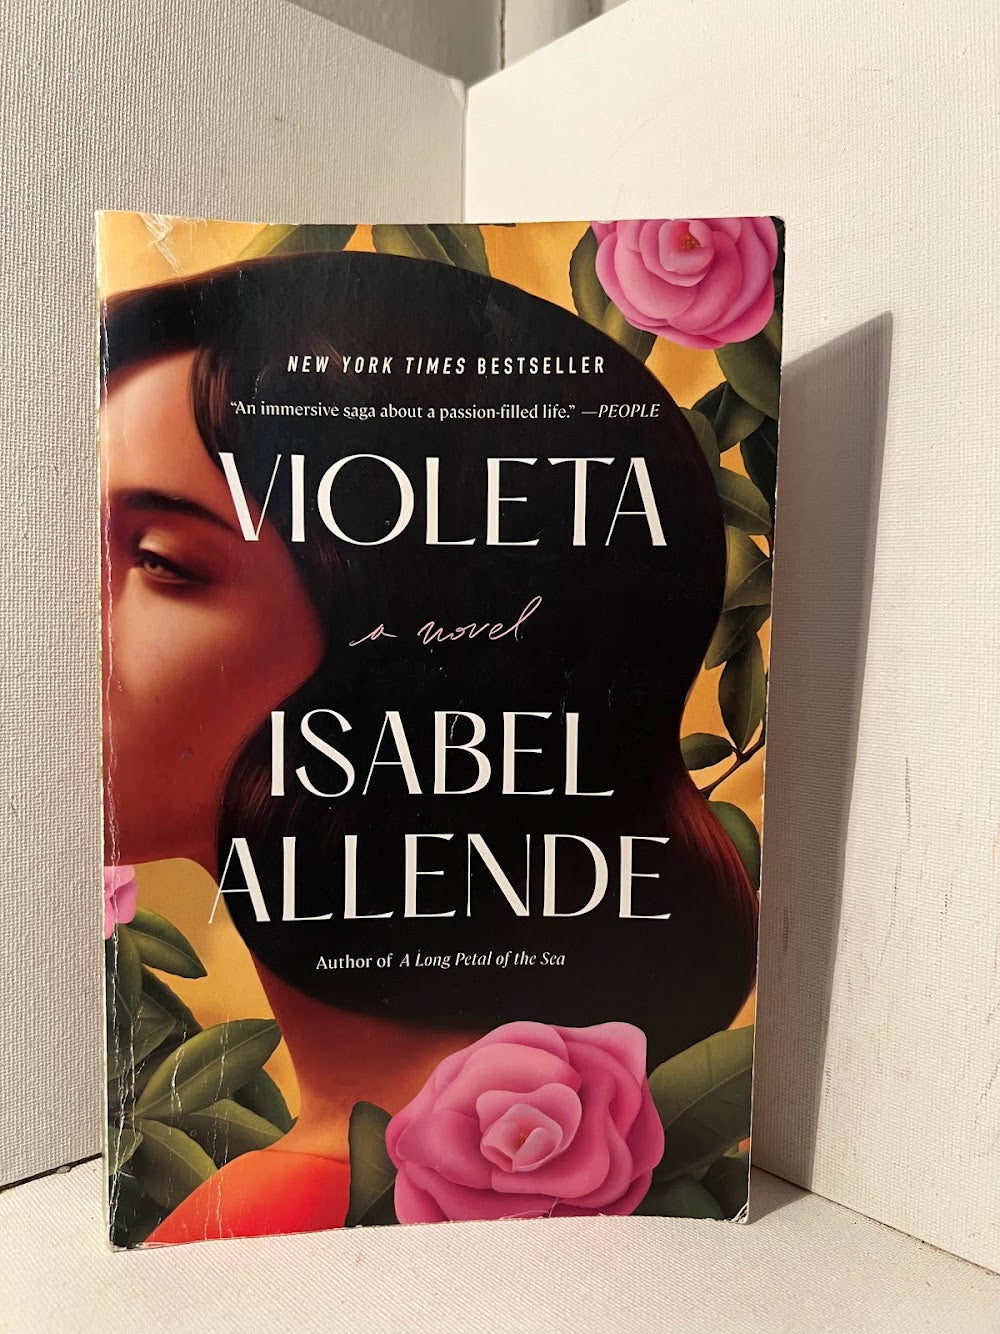 NEW YORK TIMES BESTSELLER
“An immersive saga about a passion-filled life.” —PEOPLE
VIOLETA
a novel
ISABEL
ALLENDE
Author of A Long Petal of the Sea